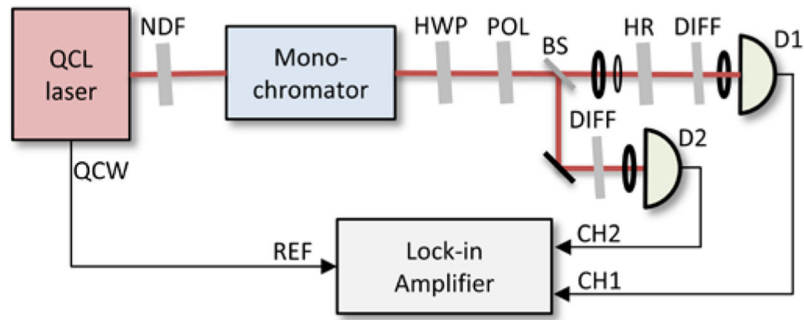 NDF
HWP
POL
BS
HR
DIFF
D1
QCL
laser
Mono-
chromator
DIFF
D2
QCW
REF
Lock-in
Amplifier
CH2
CH1